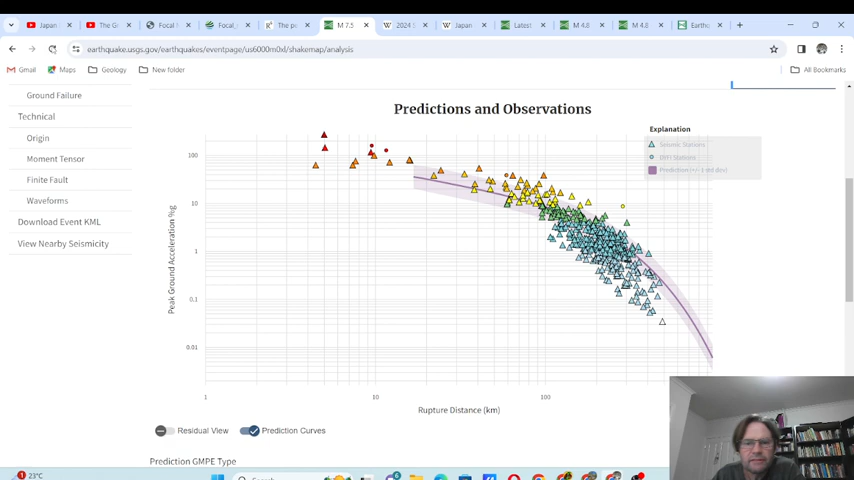 Japan
The G
Focal M
Focal_
The p
M 7.5
2024 S
Japan
Latest
M 4.8
M 4.8
Earthq
earthquake.usgs.gov/earthquakes/eventpage/us6000m0xl/shakemap/analysis
Gmail
Maps
Geology
New folder
All Bookmarks
Ground Failure
Technical
Origin
Moment Tensor
Finite Fault
Waveforms
Download Event KML
View Nearby Seismicity
Predictions and Observations
Explanation
Seismic Stations
DYFI Stations
Prediction (+/- 1 std dev)
Peak Ground Acceleration %g
100
10
1
0.1
0.01
1
10
100
Rupture Distance (km)
Residual View
Prediction Curves
Prediction GMPE Type
1
23°C
Search